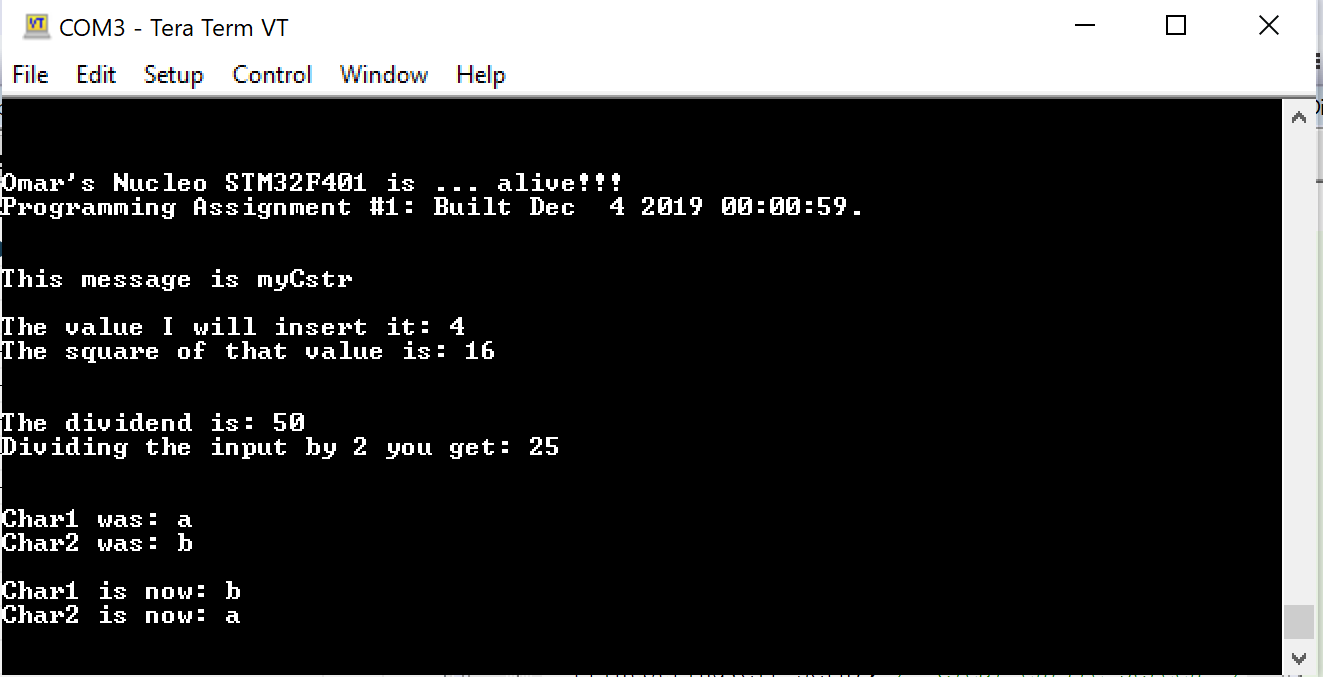 COM3 - Tera Term VT
File Edit Setup Control Window Help
Omar's Nucleo STM32F401 is ... alive!!!
Programming Assignment #1: Built Dec  4 2019 00:00:59.
This message is myCstr
The value I will insert it: 4
The square of that value is: 16
The dividend is: 50
Dividing the input by 2 you get: 25
Char1 was: a
Char2 was: b
Char1 is now: b
Char2 is now: a